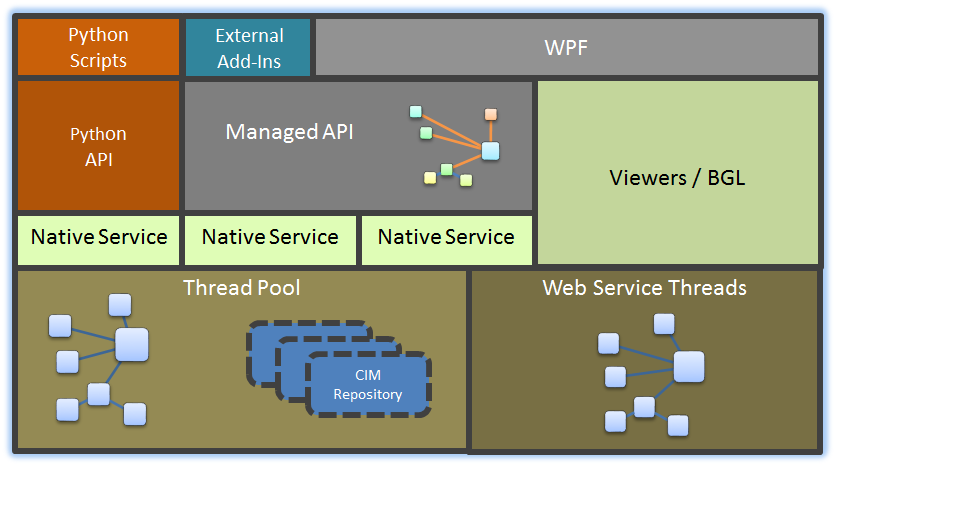 Python
Scripts
External
Add-Ins
WPF
Python
API
Managed API
Viewers / BGL
Native Service
Native Service
Native Service
Thread Pool
Web Service Threads
CIM
Repository